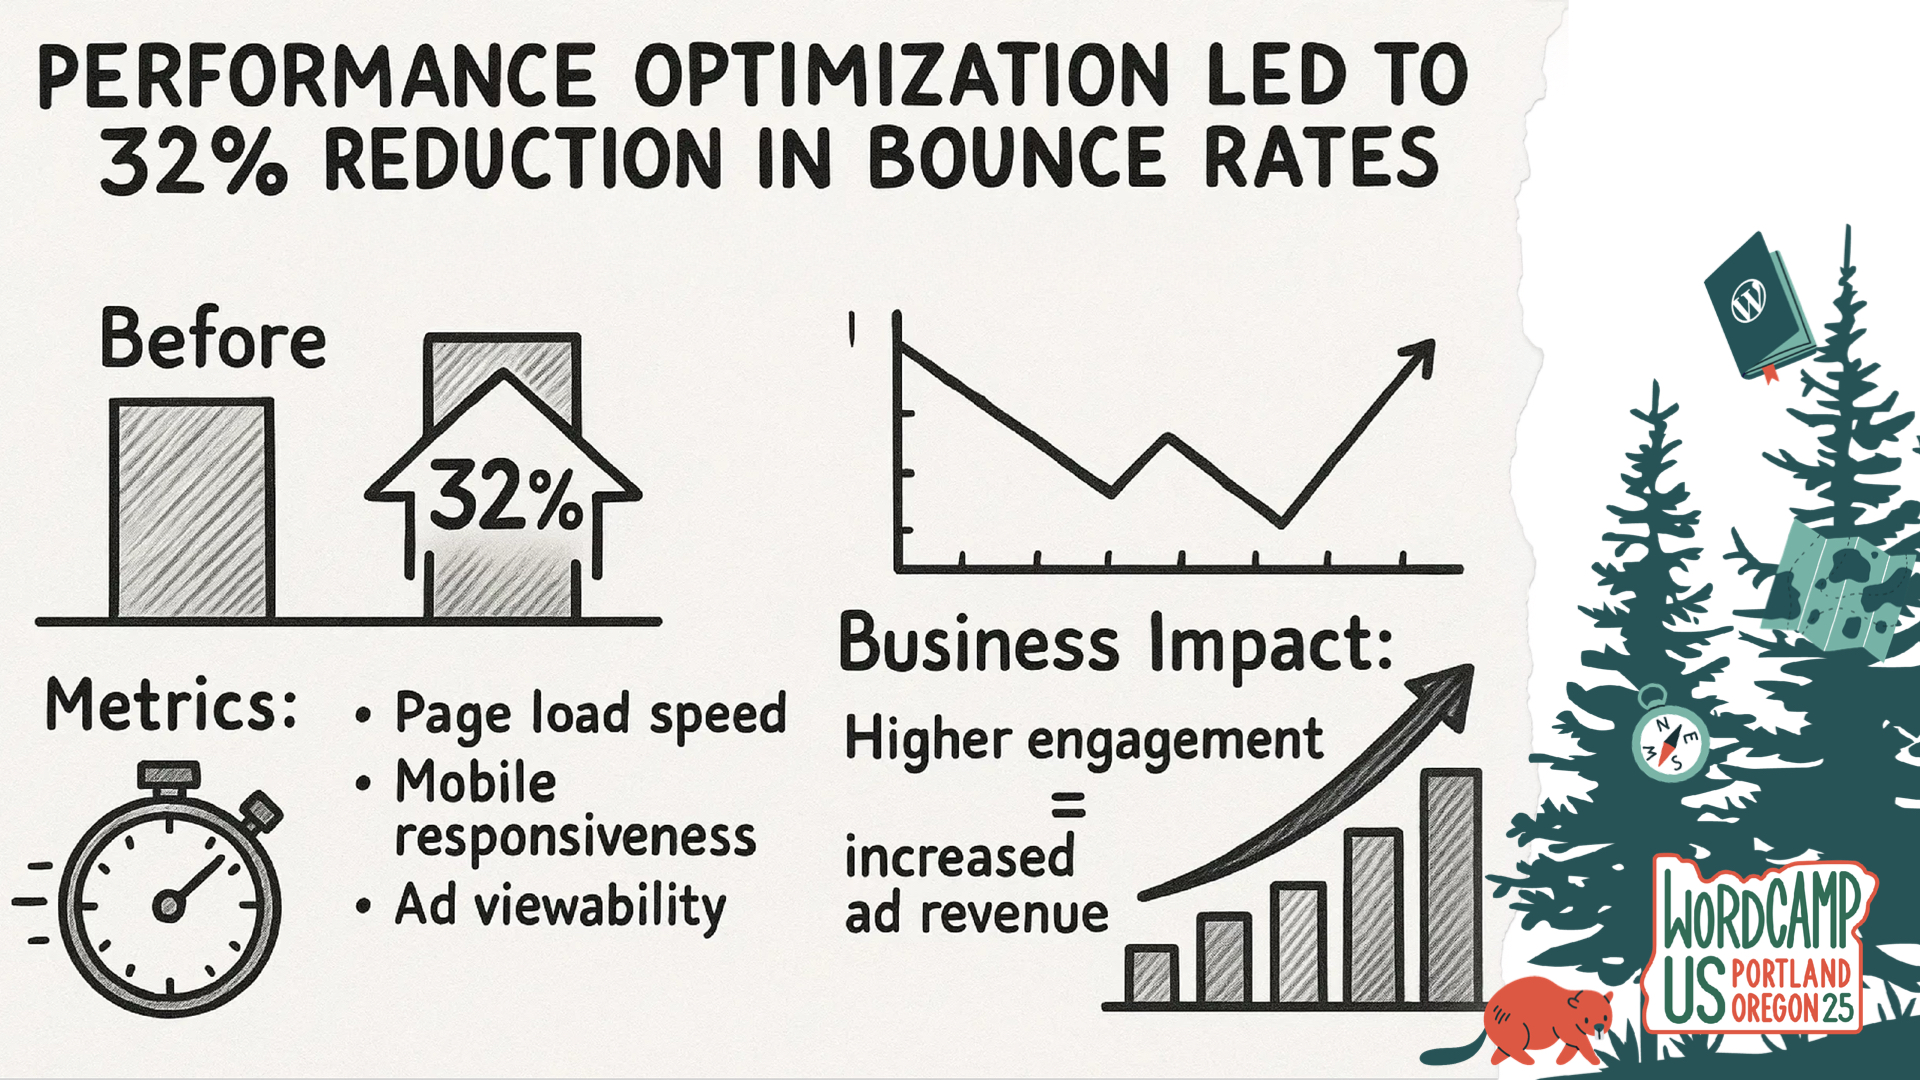 PERFORMANCE OPTIMIZATION LED TO
32% REDUCTION IN BOUNCE RATES
Before
32%
Metrics:
• Page load speed
• Mobile
responsiveness
• Ad viewability
Business Impact:
Higher engagement
=
increased
ad revenue
W
N
E
S
W
WORDCAMP
US PORTLAND
OREGON 25